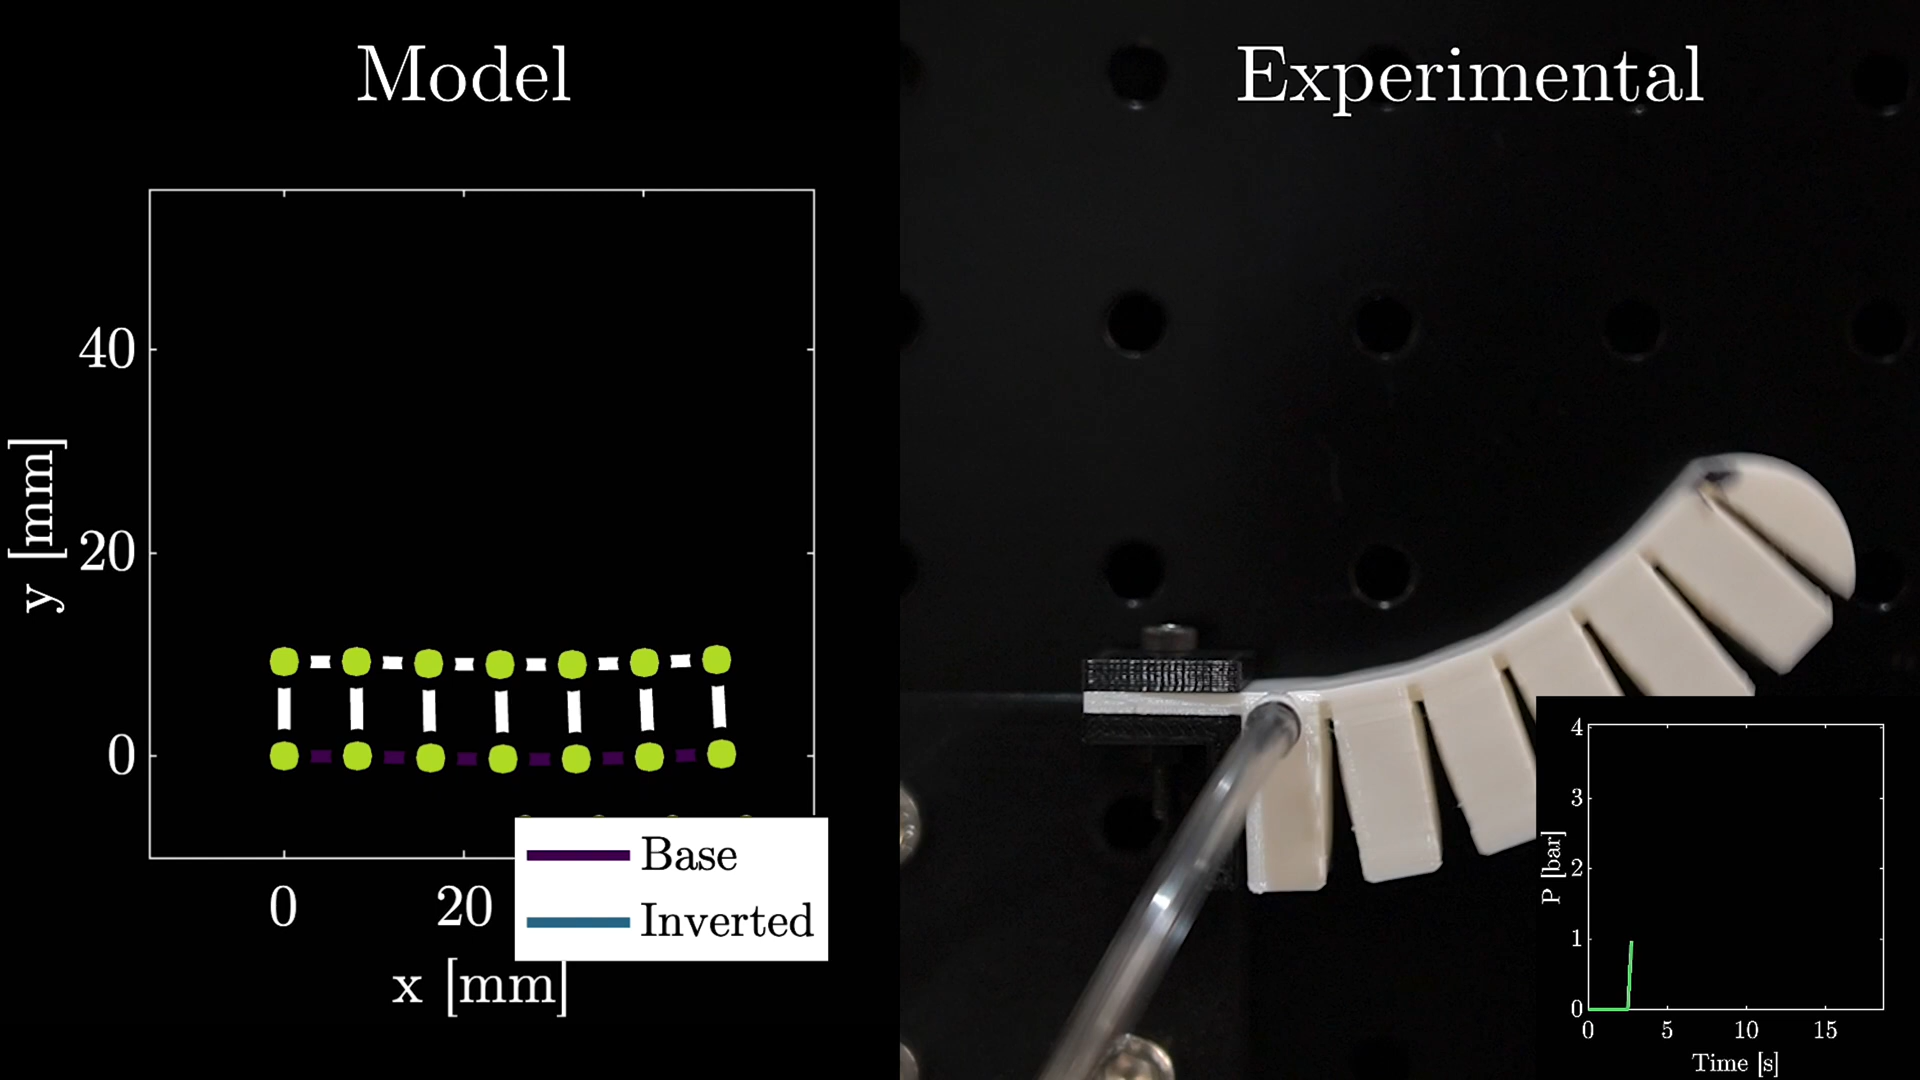 Model
Experimental
40
20
0
y [mm]
0
20
x [mm]
Base
Inverted
4
3
2
1
0
P [bar]
0
5
10
15
Time [s]